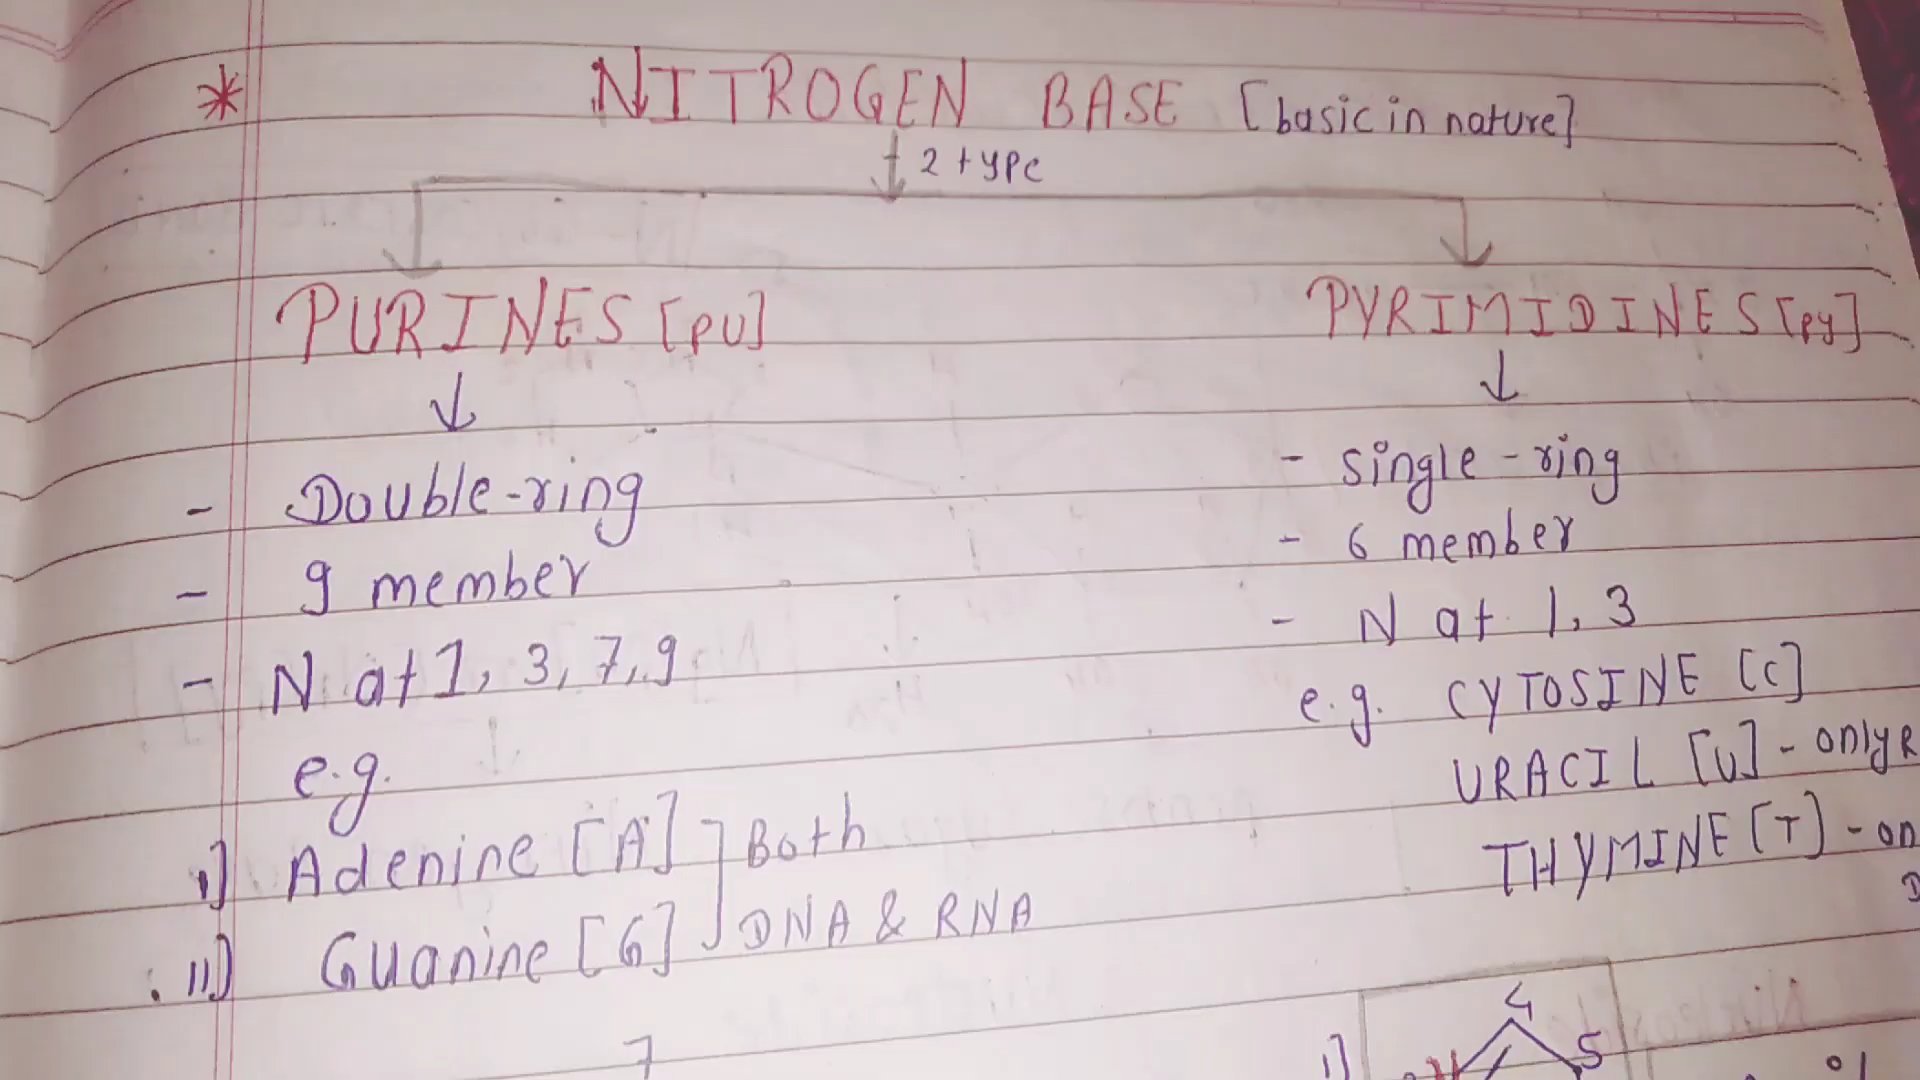 * NITROGEN BASE [basic in nature]
2 type
PURINES [pu]
- Double-ring
- 9 member
- N at 1, 3, 7, 9
e.g.
i) Adenine [A] ] Both
ii) Guanine [G] ] DNA & RNA
7
PYRIMIDINES [py]
- single-ring
- 6 member
- N at 1, 3
e.g. CYTOSINE [C]
URACIL [U] - only R
THYMINE [T] - on
D
i]
4
5